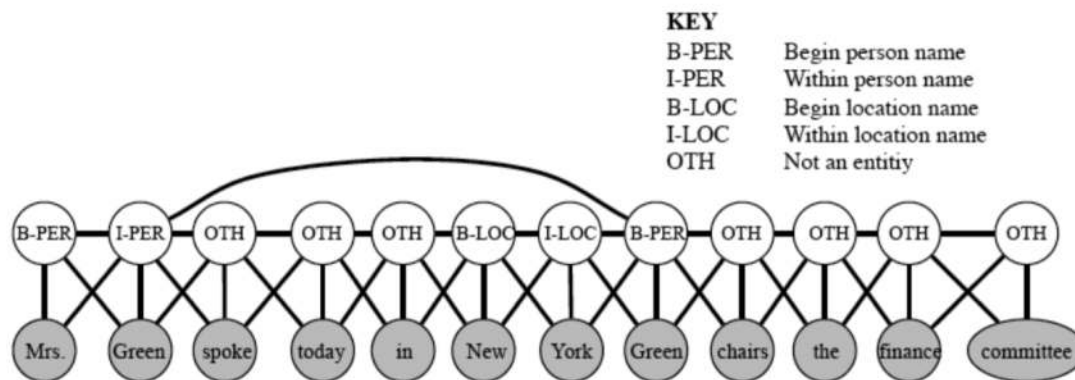 KEY
B-PER Begin person name
I-PER Within person name
B-LOC Begin location name
I-LOC Within location name
OTH Not an entitiy
B-PER I-PER OTH OTH OTH B-LOC I-LOC B-PER OTH OTH OTH OTH
Mrs. Green spoke today in New York Green chairs the finance committee